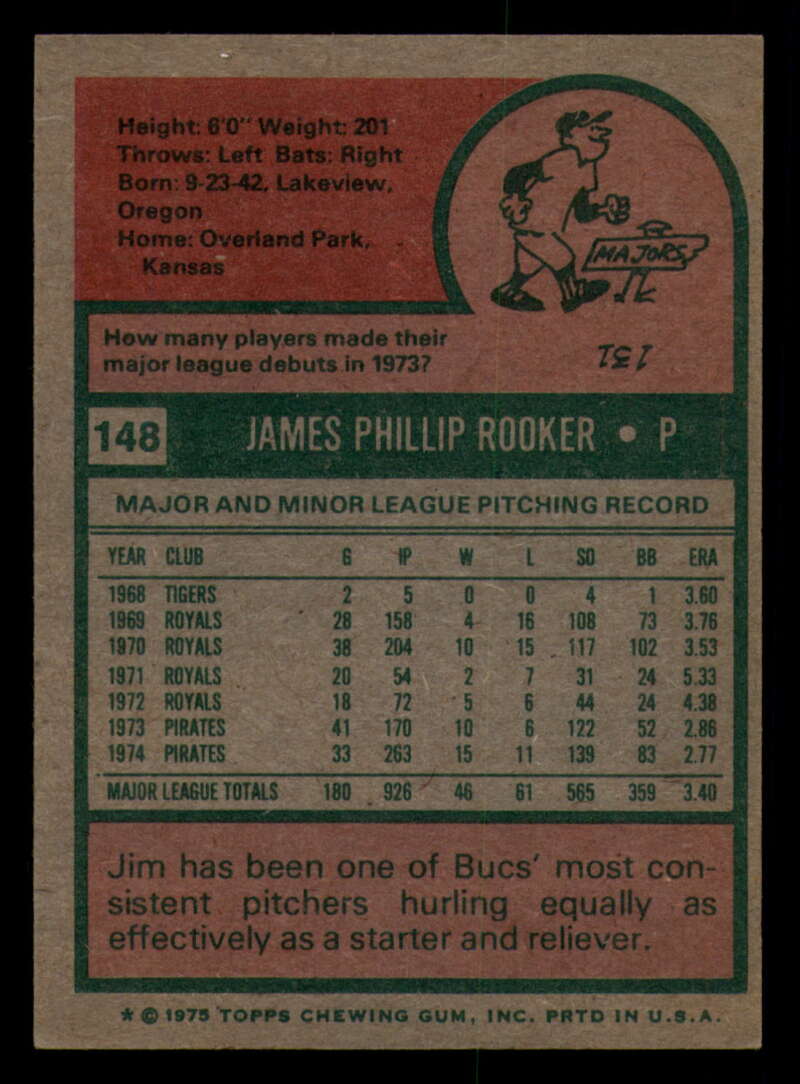 Height: 6'0" Weight: 201
Throws: Left Bats: Right
Born: 9-23-42, Lakeview,
Oregon
Home: Overland Park,
Kansas
MAJORS
How many players made their
major league debuts in 1973?
151
148 JAMES PHILLIP ROOKER • P
MAJOR AND MINOR LEAGUE PITCHING RECORD
YEAR CLUB G IP W L SO BB ERA
1968 TIGERS 2 5 0 0 4 1 3.60
1969 ROYALS 28 158 4 16 108 73 3.76
1970 ROYALS 38 204 10 15 117 102 3.53
1971 ROYALS 20 54 2 7 31 24 5.33
1972 ROYALS 18 72 5 6 44 24 4.38
1973 PIRATES 41 170 10 6 122 52 2.86
1974 PIRATES 33 263 15 11 139 83 2.77
MAJOR LEAGUE TOTALS 180 926 46 61 565 359 3.40
Jim has been one of Bucs' most con-
sistent pitchers hurling equally as
effectively as a starter and reliever.
* © 1975 TOPPS CHEWING GUM, INC. PRTD IN U.S.A.